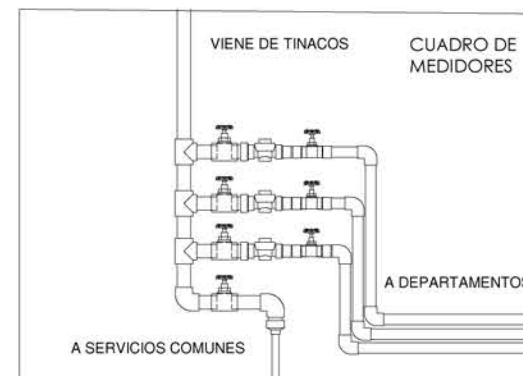 VIENE DE TINACOS
CUADRO DE
MEDIDORES
A DEPARTAMENTOS
A SERVICIOS COMUNES